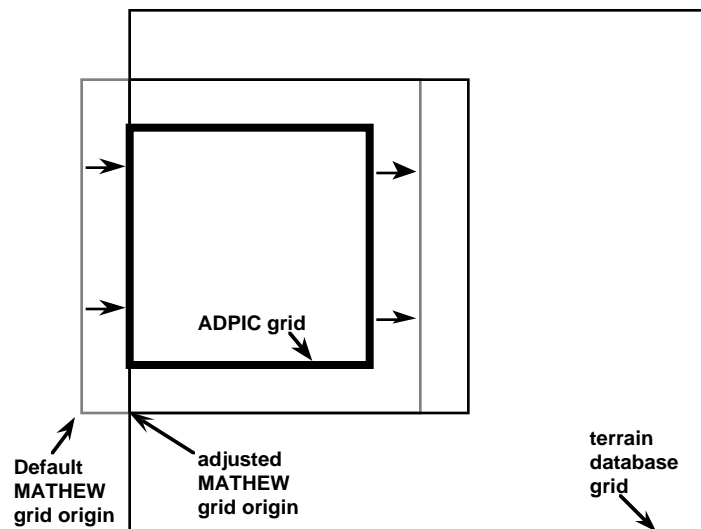 ADPIC grid
Default
MATHEW
grid origin
adjusted
MATHEW
grid origin
terrain
database
grid